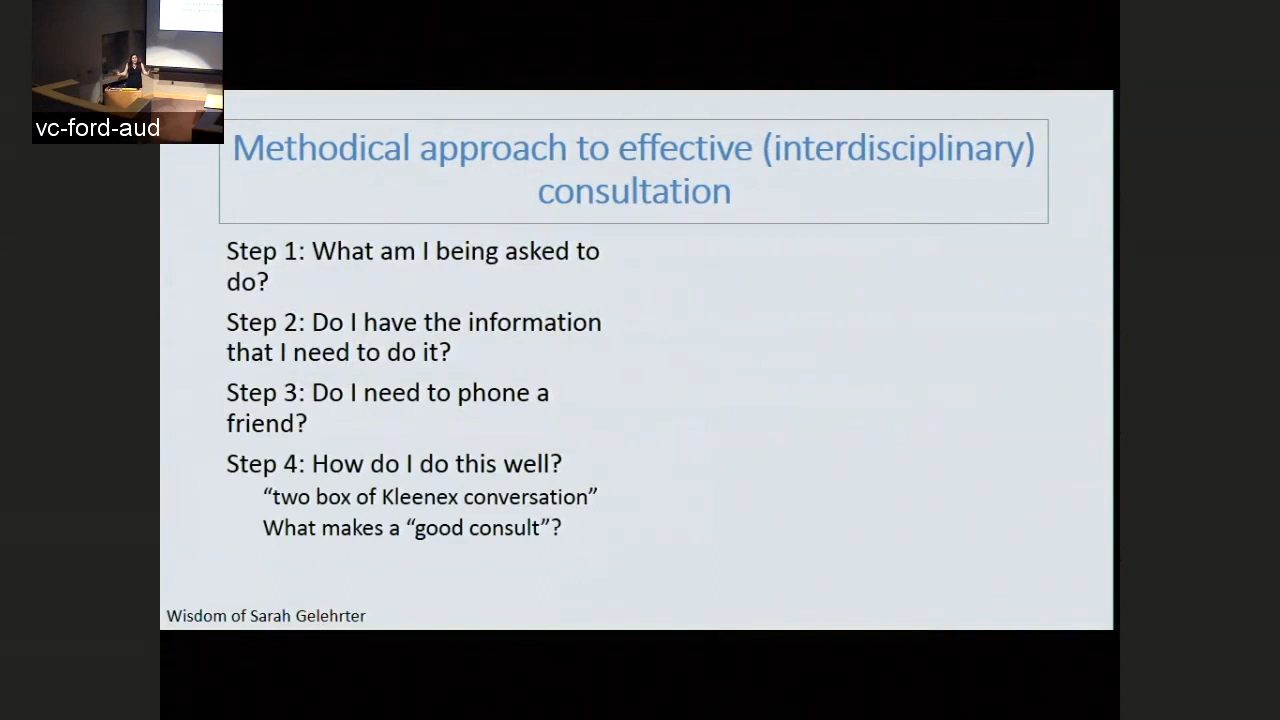 vc-ford-aud
Methodical approach to effective (interdisciplinary)
consultation
Step 1: What am I being asked to
do?
Step 2: Do I have the information
that I need to do it?
Step 3: Do I need to phone a
friend?
Step 4: How do I do this well?
“two box of Kleenex conversation”
What makes a “good consult”?
Wisdom of Sarah Gelehrter